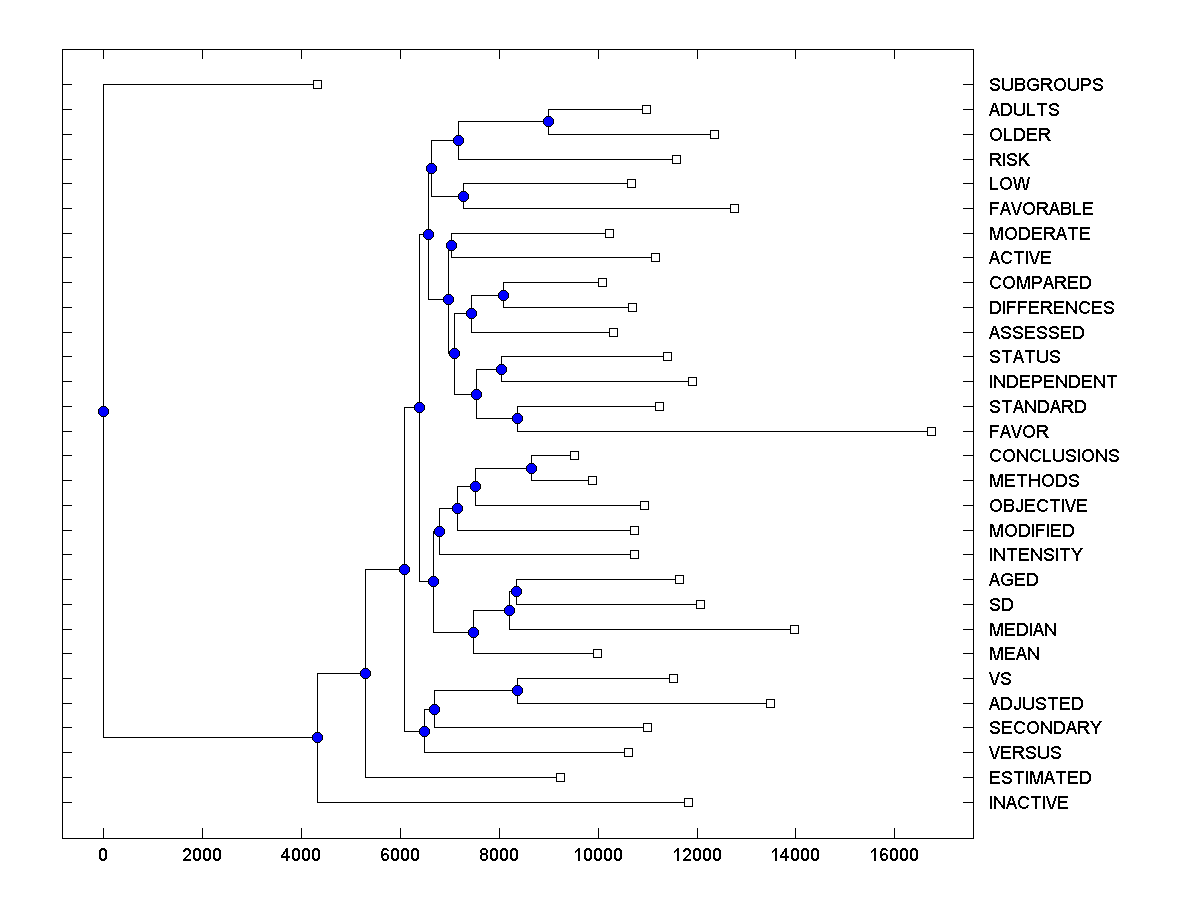 SUBGROUPS
ADULTS
OLDER
RISK
LOW
FAVORABLE
MODERATE
ACTIVE
COMPARED
DIFFERENCES
ASSESSED
STATUS
INDEPENDENT
STANDARD
FAVOR
CONCLUSIONS
METHODS
OBJECTIVE
MODIFIED
INTENSITY
AGED
SD
MEDIAN
MEAN
VS
ADJUSTED
SECONDARY
VERSUS
ESTIMATED
INACTIVE
0 2000 4000 6000 8000 10000 12000 14000 16000